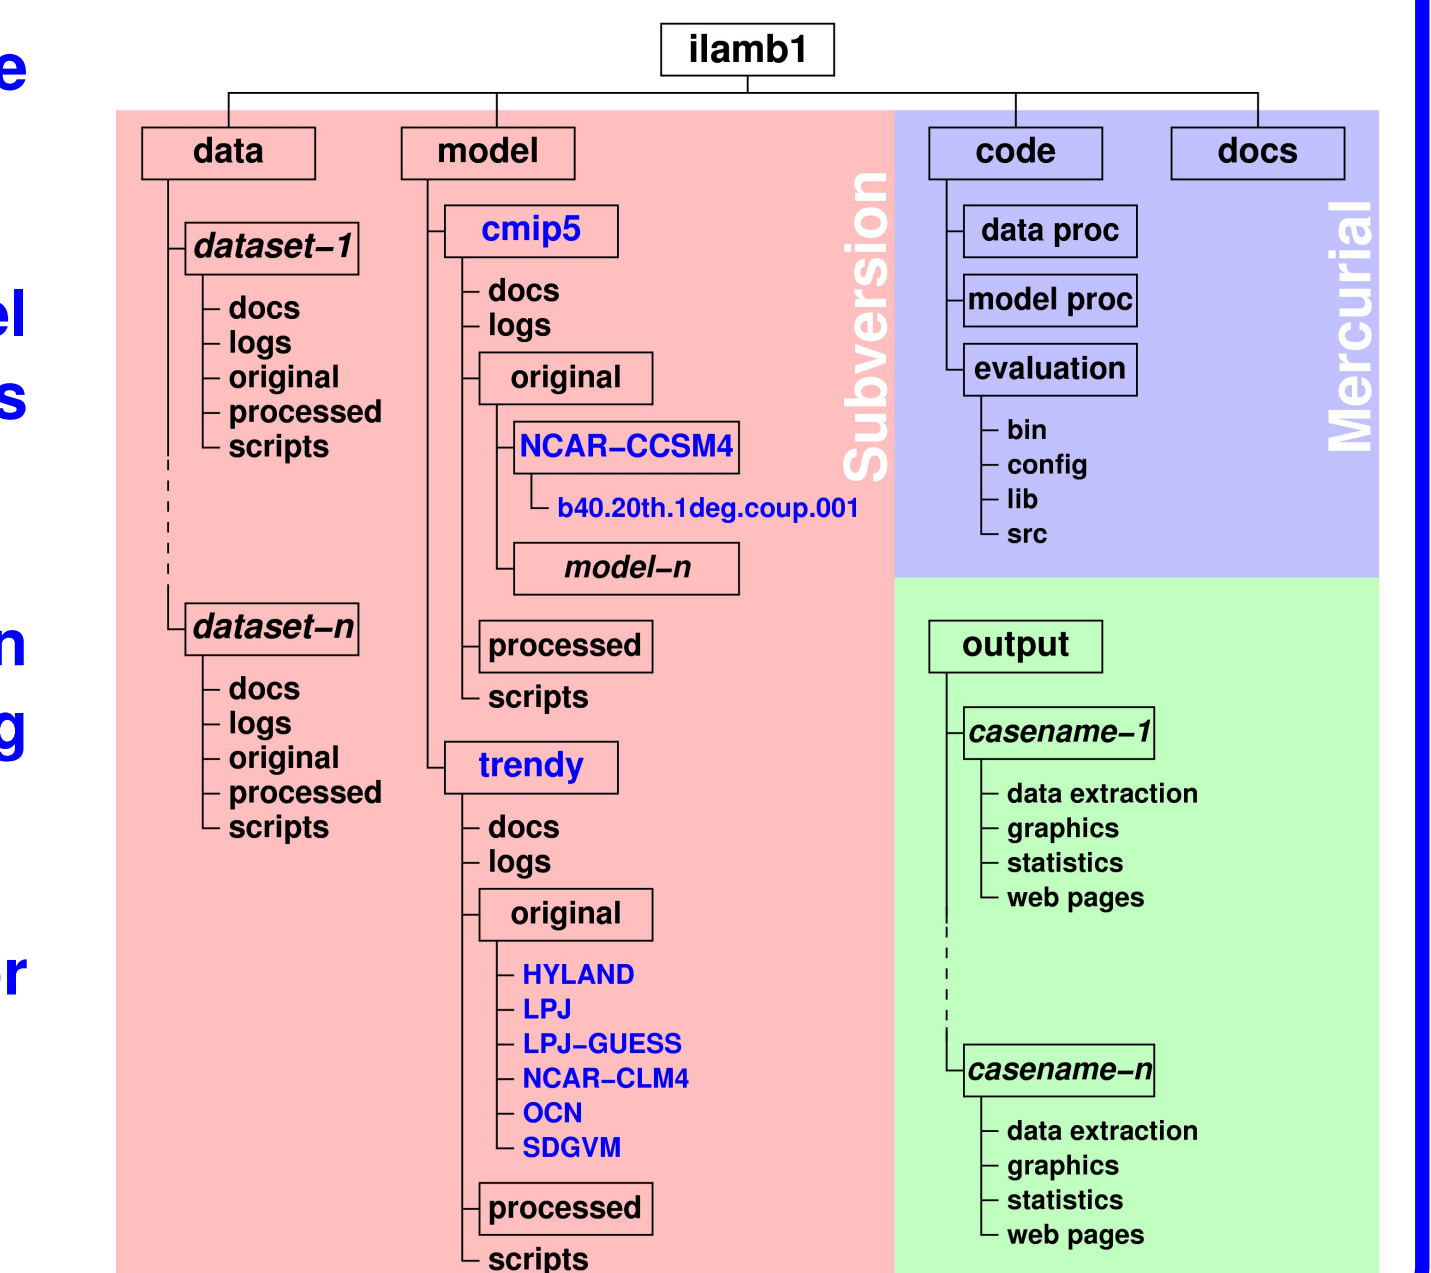 ilamb1
data
dataset–1
docs
logs
original
processed
scripts
dataset–n
docs
logs
original
processed
scripts
model
cmip5
docs
logs
original
NCAR–CCSM4
b40.20th.1deg.coup.001
model–n
processed
scripts
trendy
docs
logs
original
HYLAND
LPJ
LPJ–GUESS
NCAR–CLM4
OCN
SDGVM
processed
scripts
Subversion
code
data proc
model proc
evaluation
bin
config
lib
src
docs
Mercurial
output
casename–1
data extraction
graphics
statistics
web pages
casename–n
data extraction
graphics
statistics
web pages